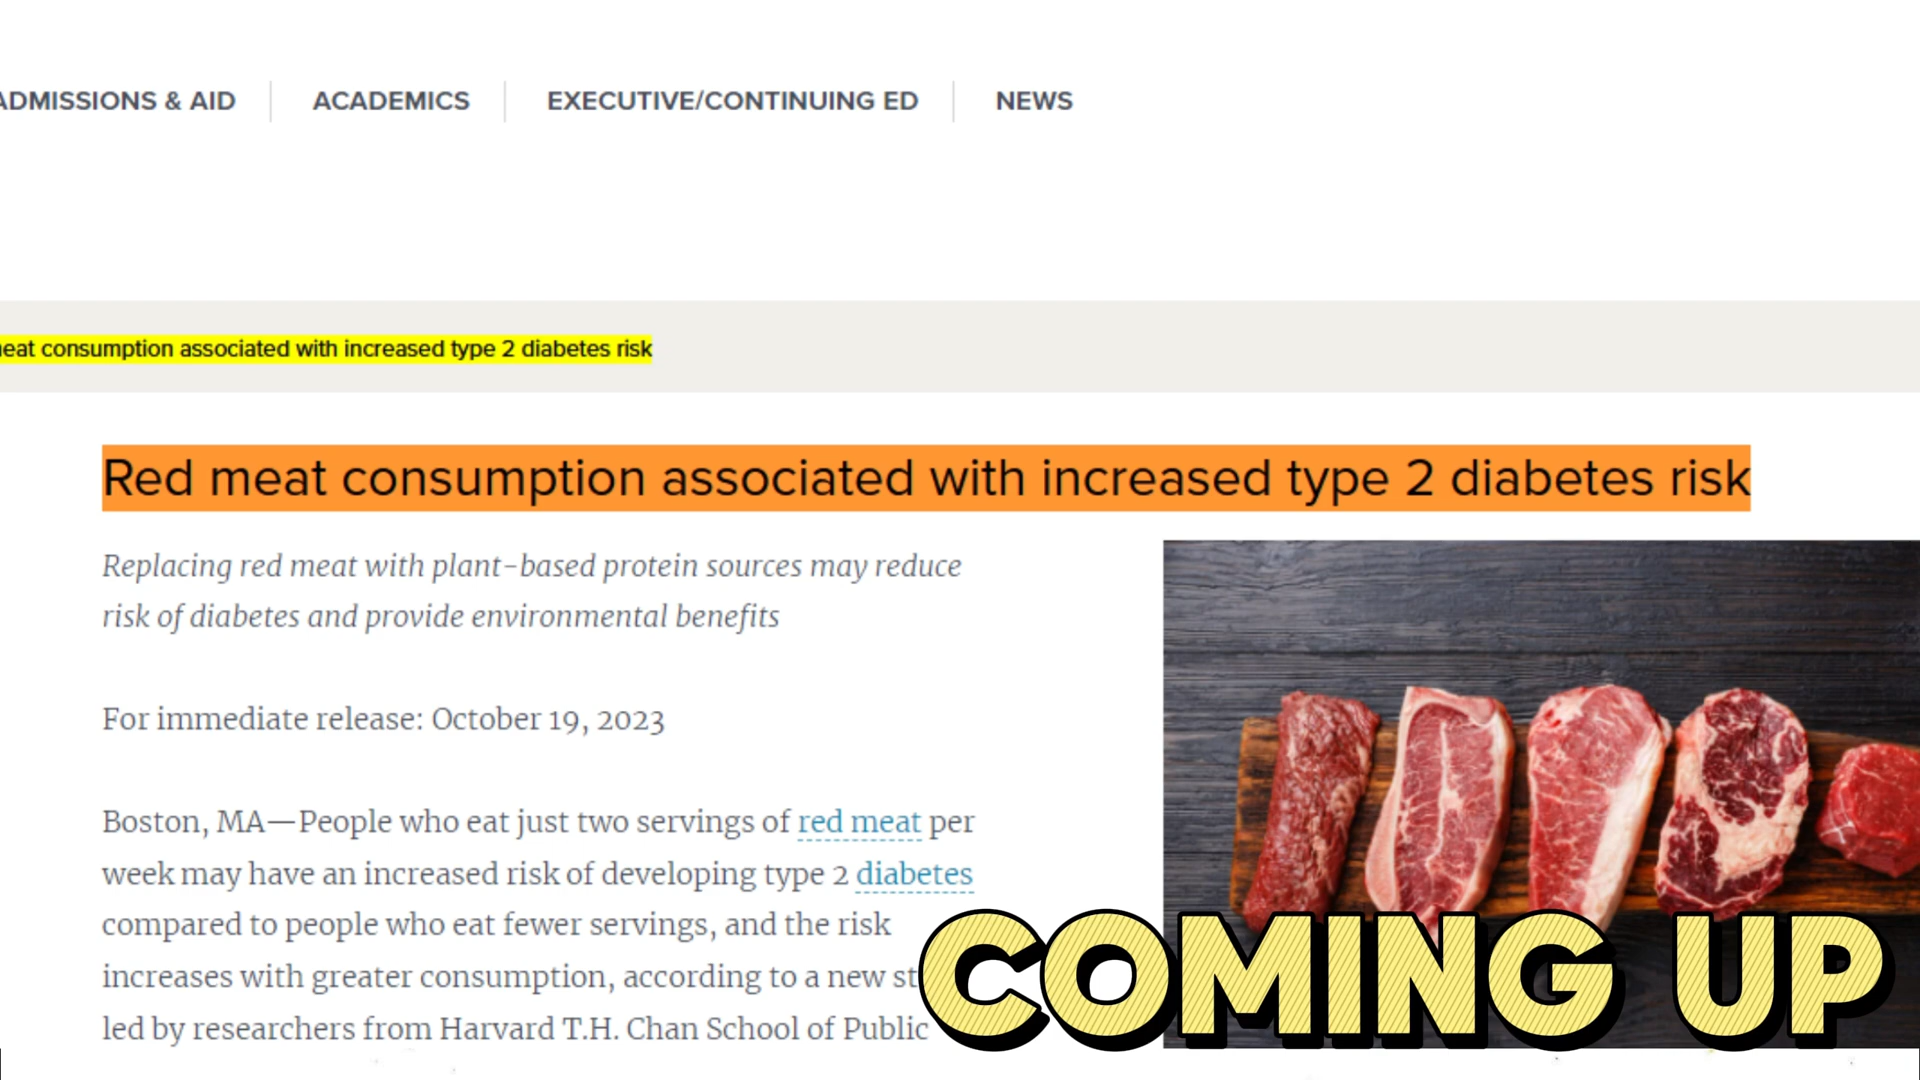 ADMISSIONS & AID
ACADEMICS
EXECUTIVE/CONTINUING ED
NEWS
eat consumption associated with increased type 2 diabetes risk
Red meat consumption associated with increased type 2 diabetes risk
Replacing red meat with plant-based protein sources may reduce
risk of diabetes and provide environmental benefits
For immediate release: October 19, 2023
Boston, MA—People who eat just two servings of red meat per
week may have an increased risk of developing type 2 diabetes
compared to people who eat fewer servings, and the risk
increases with greater consumption, according to a new st
led by researchers from Harvard T.H. Chan School of Public
COMING UP